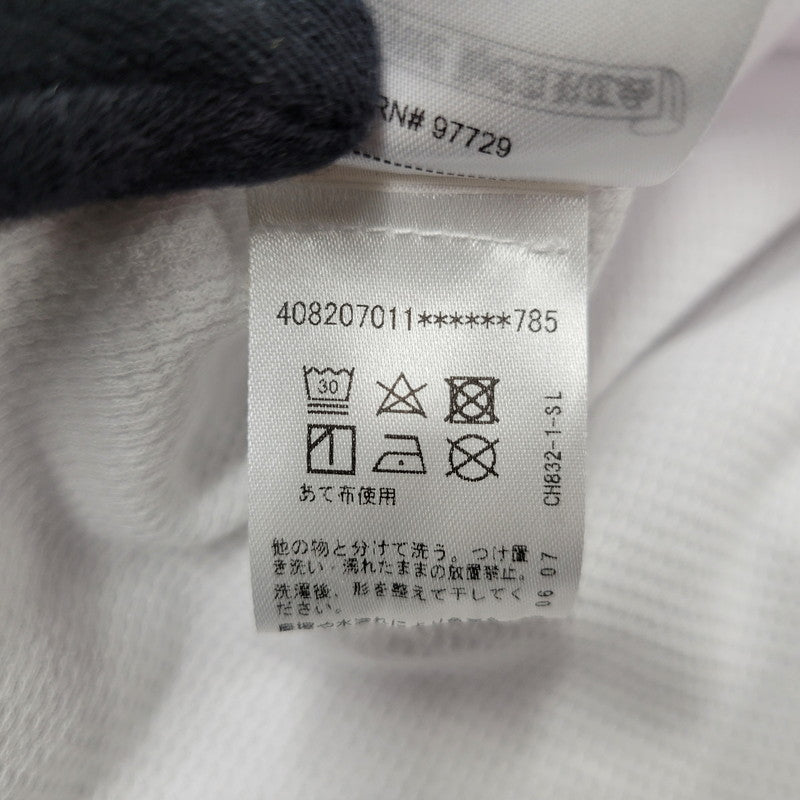 RN# 97729
408207011******785
30
あて布使用
CH832-1-SL
他の物と分けて洗う。つけ置
き洗い・濡れたままの放置禁止。
洗濯後、形を整えて干してく
ださい。
06 07